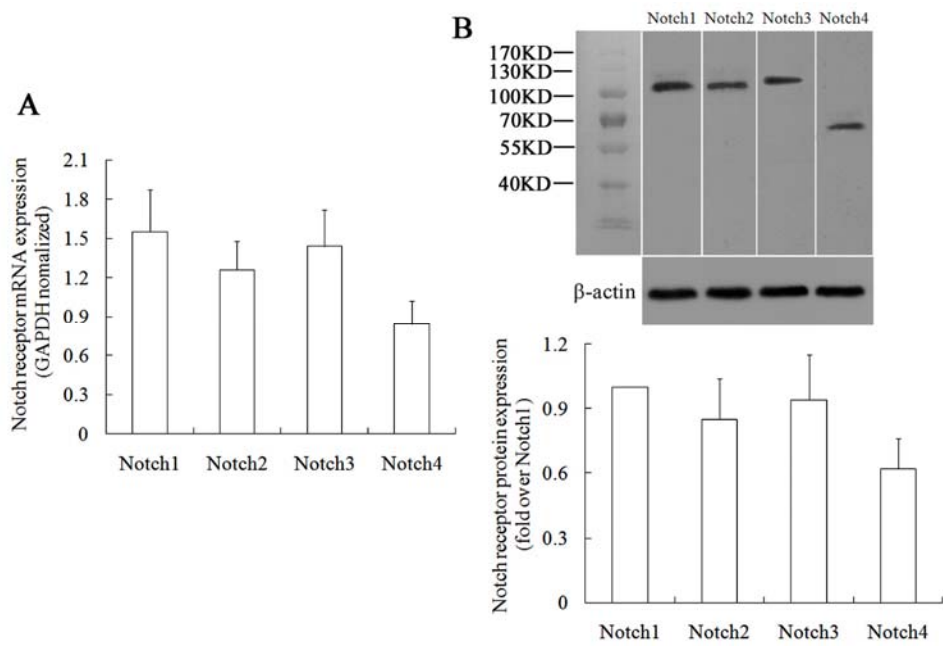 A
Notch receptor mRNA expression
(GAPDH nomalized)
2.1
1.8
1.5
1.2
0.9
0.6
0.3
0
Notch1 Notch2 Notch3 Notch4
B
Notch1 Notch2 Notch3 Notch4
170KD
130KD
100KD
70KD
55KD
40KD
β-actin
Notch receptor protein expression
(fold over Notch1)
1.2
0.9
0.6
0.3
0
Notch1 Notch2 Notch3 Notch4